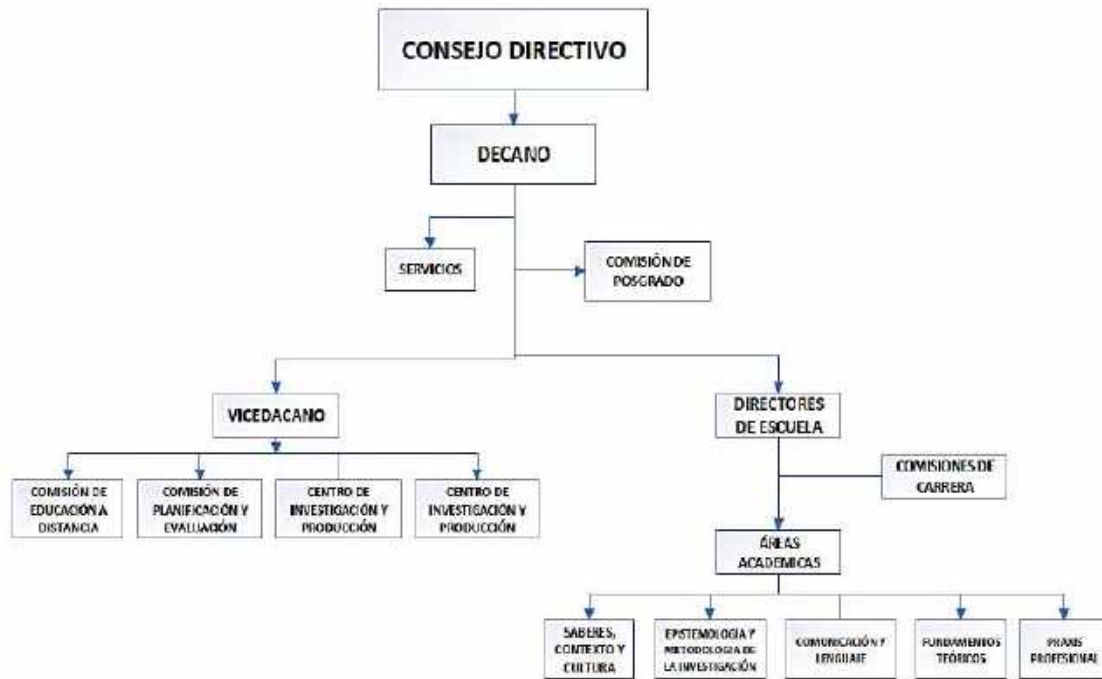 CONSEJO DIRECTIVO
DECANO
SERVICIOS
COMISIÓN DE
POSGRADO
VICEDACANO
DIRECTORES
DE ESCUELA
COMISIONES DE
CARRERA
COMISIÓN DE
EDUCACIÓN A
DISTANCIA
COMISIÓN DE
PLANIFICACIÓN Y
EVALUACIÓN
CENTRO DE
INVESTIGACIÓN Y
PRODUCCIÓN
CENTRO DE
INVESTIGACIÓN Y
PRODUCCIÓN
ÁREAS
ACADEMICAS
SABERES,
CONTEXTO Y
CULTURA
EPISTEMOLOGÍA Y
METODOLOGIA DE
LA INVESTIGACIÓN
COMUNICACIÓN Y
LENGUAJE
FUNDAMENTOS
TEÓRICOS
PRAXIS
PROFESIONAL